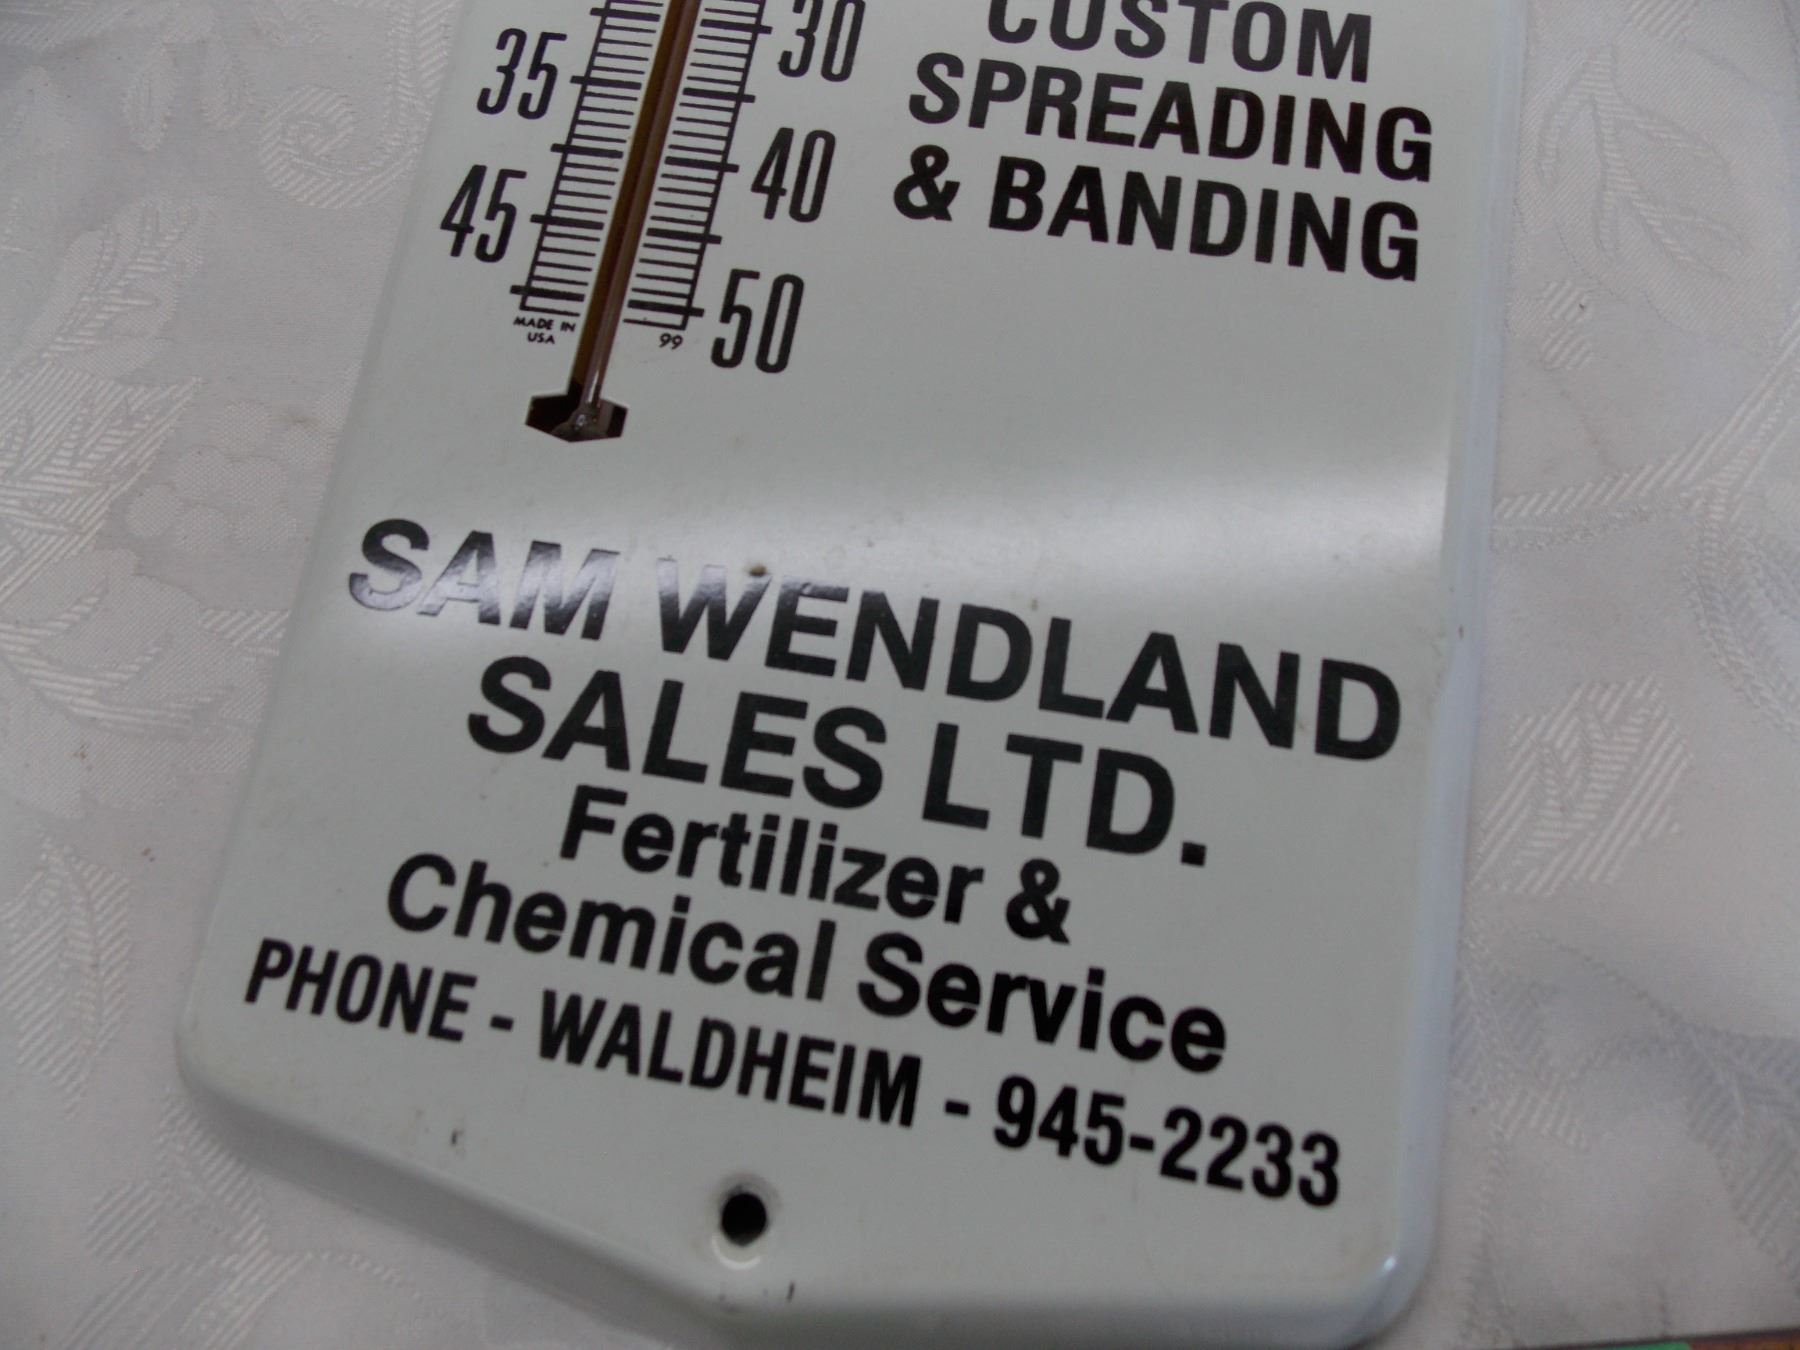 CUSTOM
SPREADING
& BANDING
30
35
40
45
50
MADE IN
USA
99
SAM WENDLAND
SALES LTD.
Fertilizer &
Chemical Service
PHONE - WALDHEIM - 945-2233